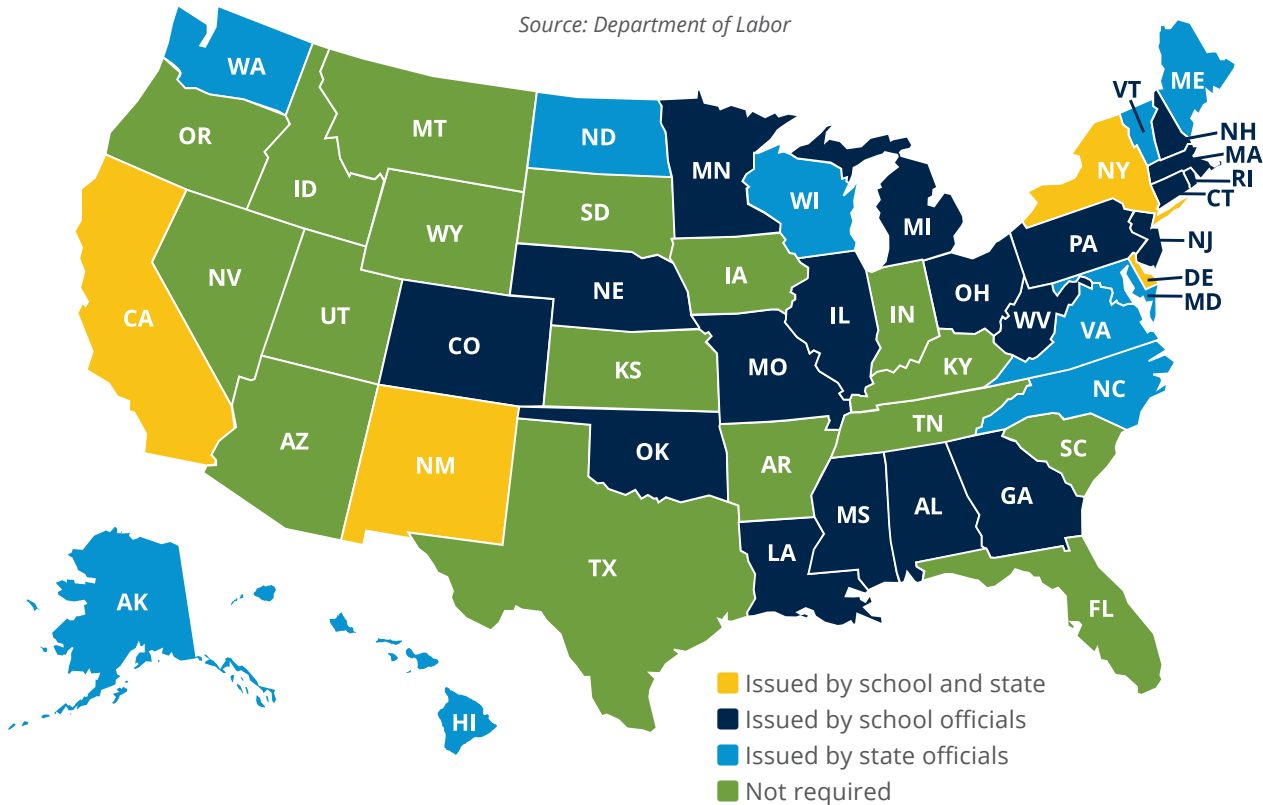 Source: Department of Labor
WA
OR
MT
ID
ND
MN
SD
WY
WI
MI
VT
ME
NH
MA
RI
CT
NY
NJ
PA
DE
MD
NV
UT
CA
CO
NE
IA
IL
IN
OH
WV
VA
KS
MO
KY
NC
TN
SC
AZ
NM
OK
AR
MS
AL
GA
LA
TX
FL
AK
HI
Issued by school and state
Issued by school officials
Issued by state officials
Not required